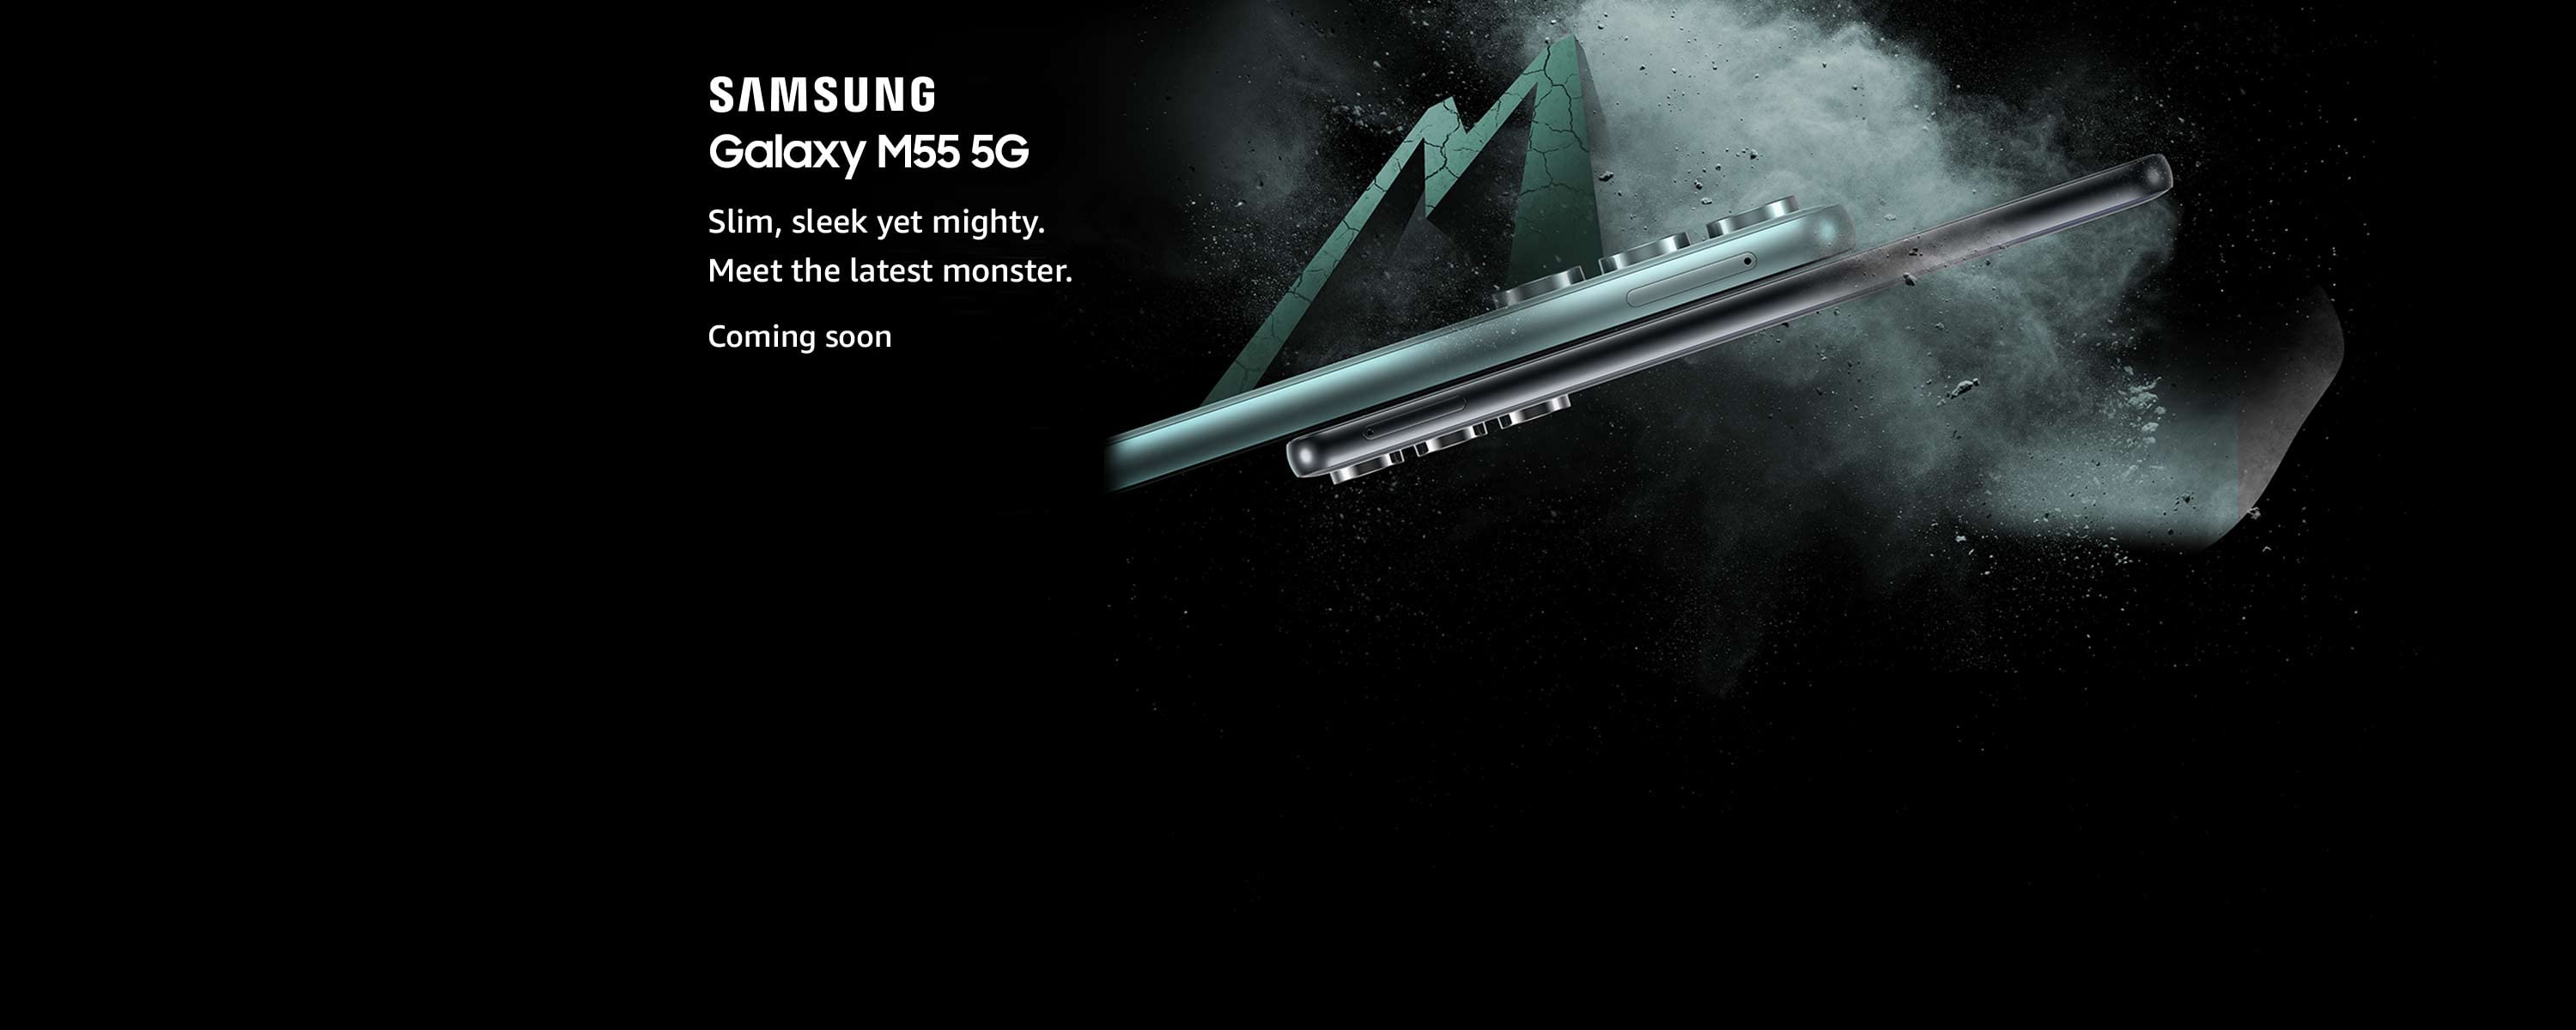 SAMSUNG
Galaxy M55 5G
Slim, sleek yet mighty.
Meet the latest monster.
Coming soon